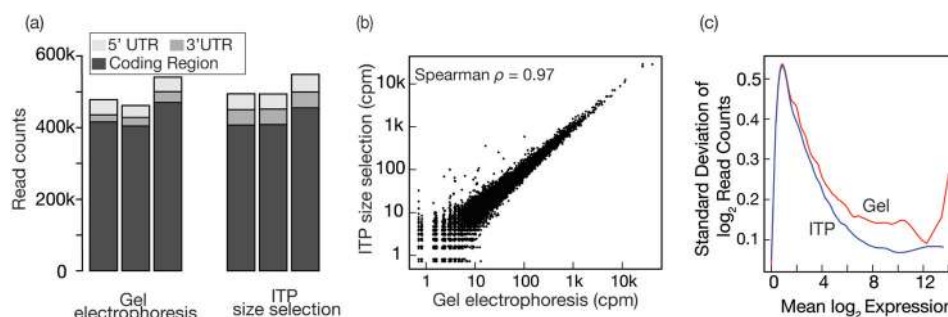 (a)
5' UTR 3'UTR
Coding Region
600k
400k
200k
0
Read counts
Gel
electrophoresis
ITP
size selection
(b)
Spearman ρ = 0.97
10k
1k
100
10
1
ITP size selection (cpm)
1 10 100 1k 10k
Gel electrophoresis (cpm)
(c)
0.5
0.4
0.3
0.2
0.1
Standard Deviation of
log2 Read Counts
Gel
ITP
0 4 8 12
Mean log2 Expression